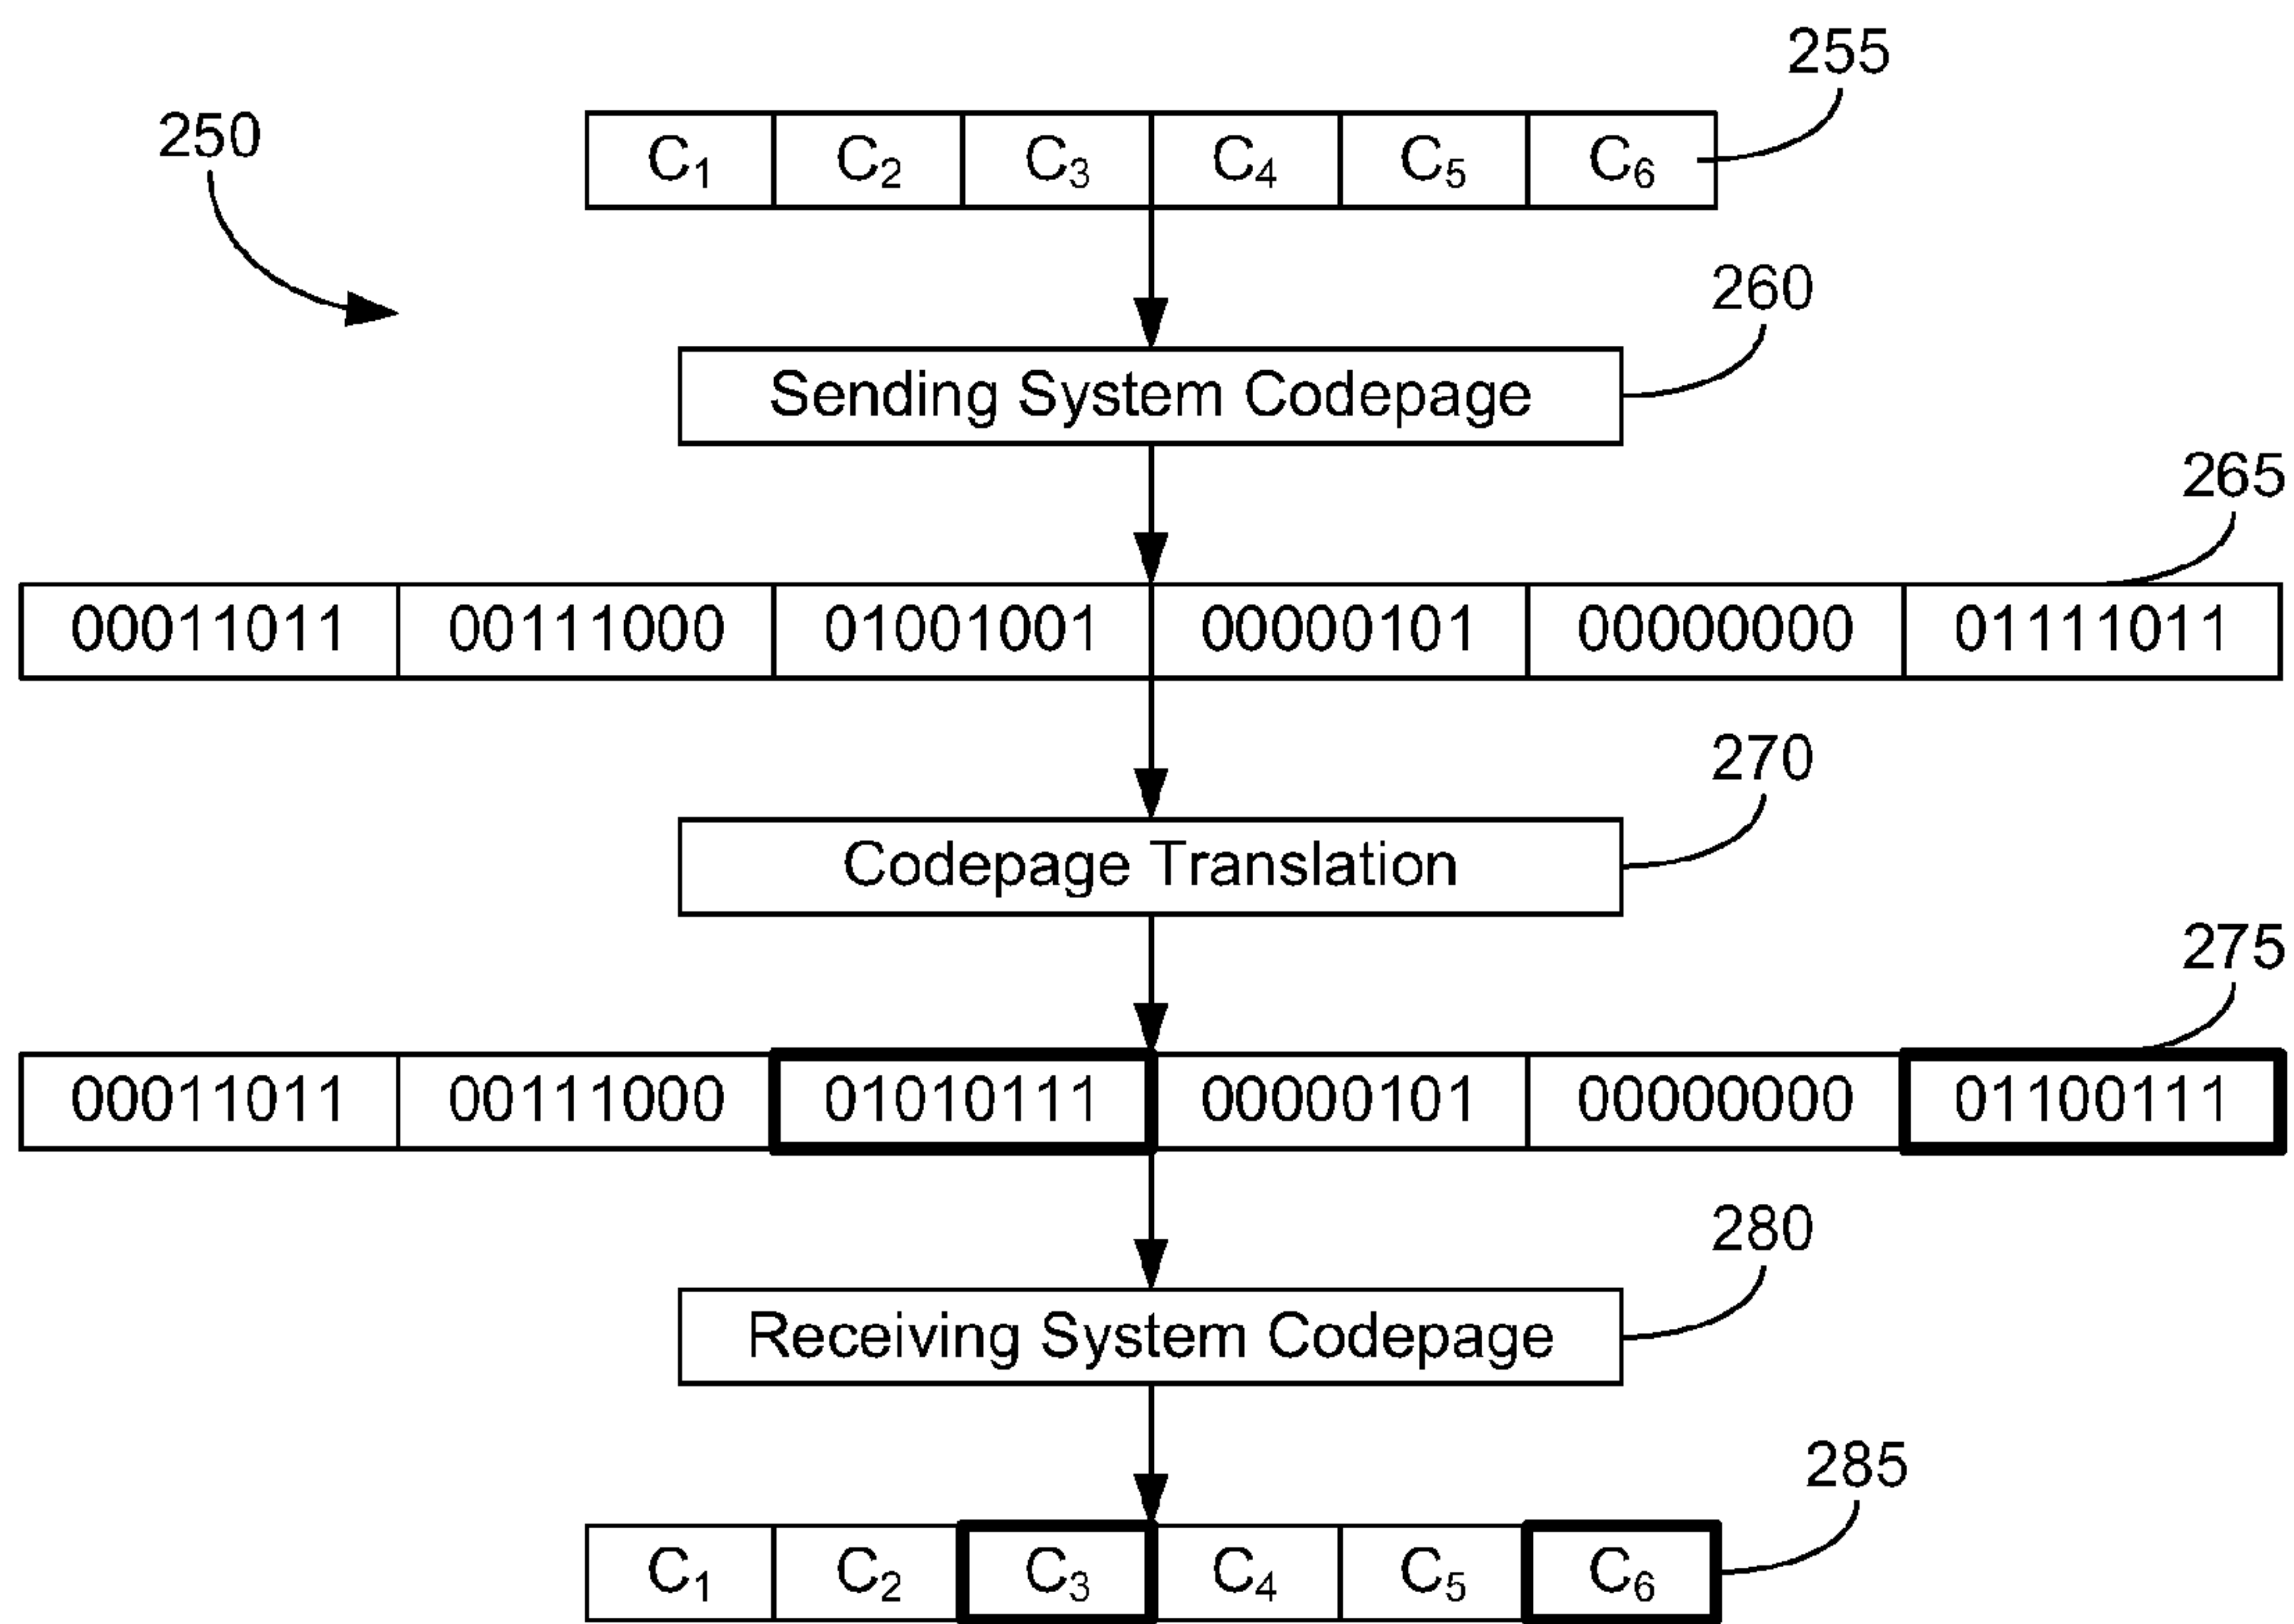 255
250
C₁ C₂ C₃ C₄ C₅ C₆
260
Sending System Codepage
265
00011011 00111000 01001001 00000101 00000000 01111011
270
Codepage Translation
275
00011011 00111000 01010111 00000101 00000000 01100111
280
Receiving System Codepage
285
C₁ C₂ C₃ C₄ C₅ C₆